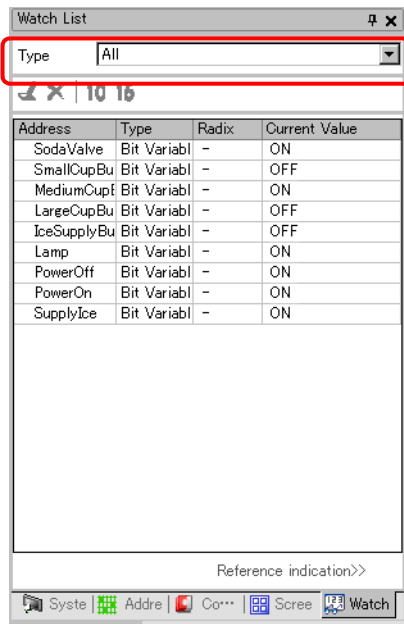 Watch List
Type All
10 16
Address Type Radix Current Value
SodaValve Bit Variabl - ON
SmallCupBu Bit Variabl - OFF
MediumCupE Bit Variabl - ON
LargeCupBu Bit Variabl - OFF
IceSupplyBu Bit Variabl - OFF
Lamp Bit Variabl - ON
PowerOff Bit Variabl - ON
PowerOn Bit Variabl - ON
SupplyIce Bit Variabl - ON
Reference indication>>
Syste Addre Co··· Scree Watch